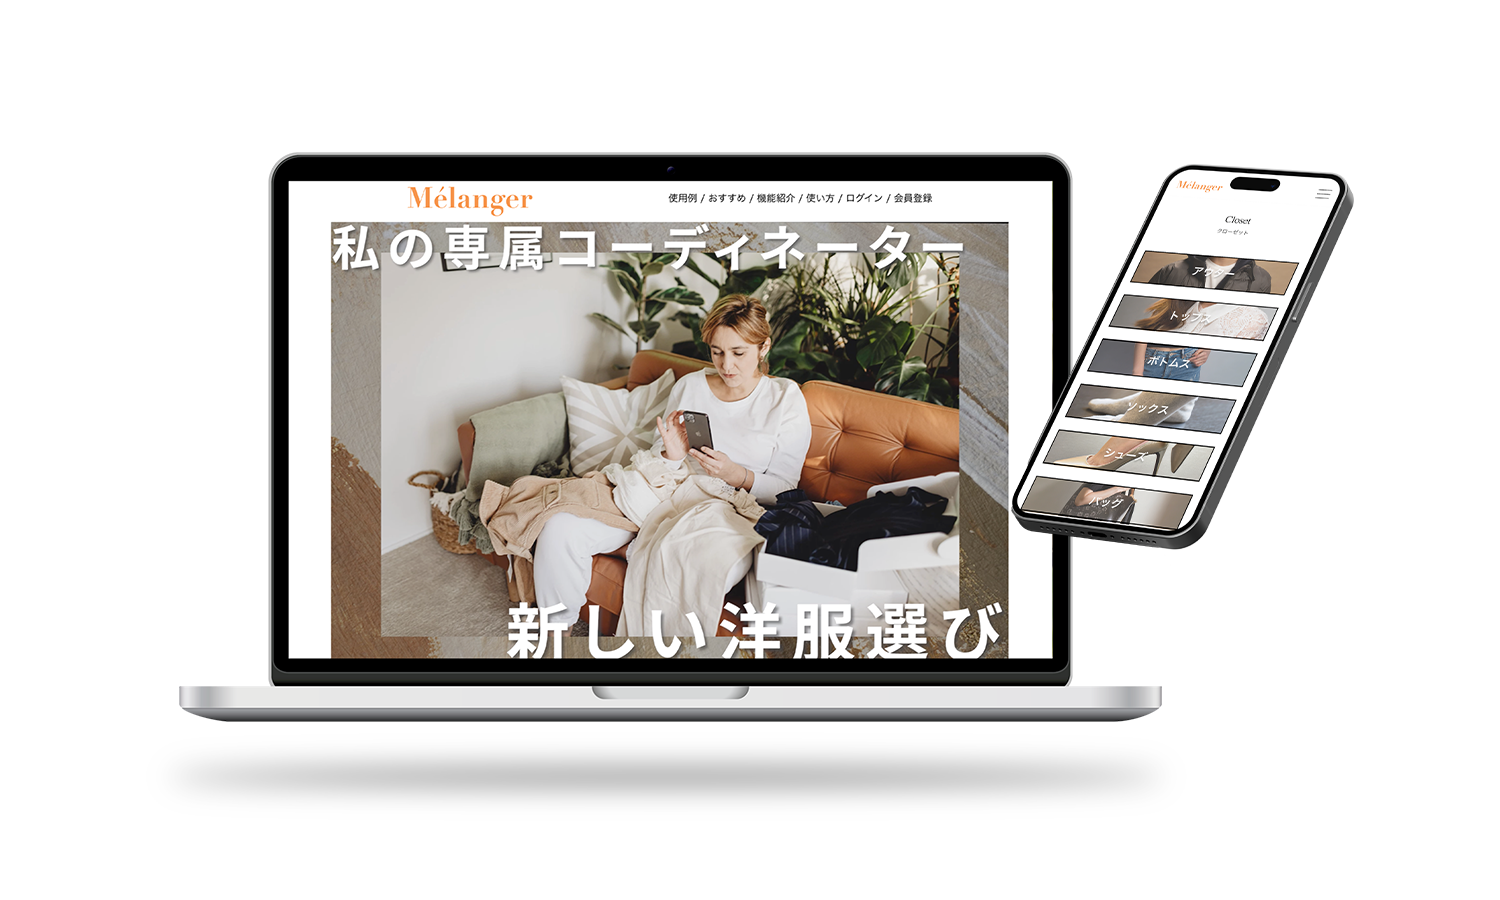 Mélanger
使用例 / おすすめ / 機能紹介 / 使い方 / ログイン / 会員登録
私の専属コーディネーター
新しい洋服選び
Mélanger
Closet
クローゼット
アウター
トップス
ボトムス
ソックス
シューズ
バッグ